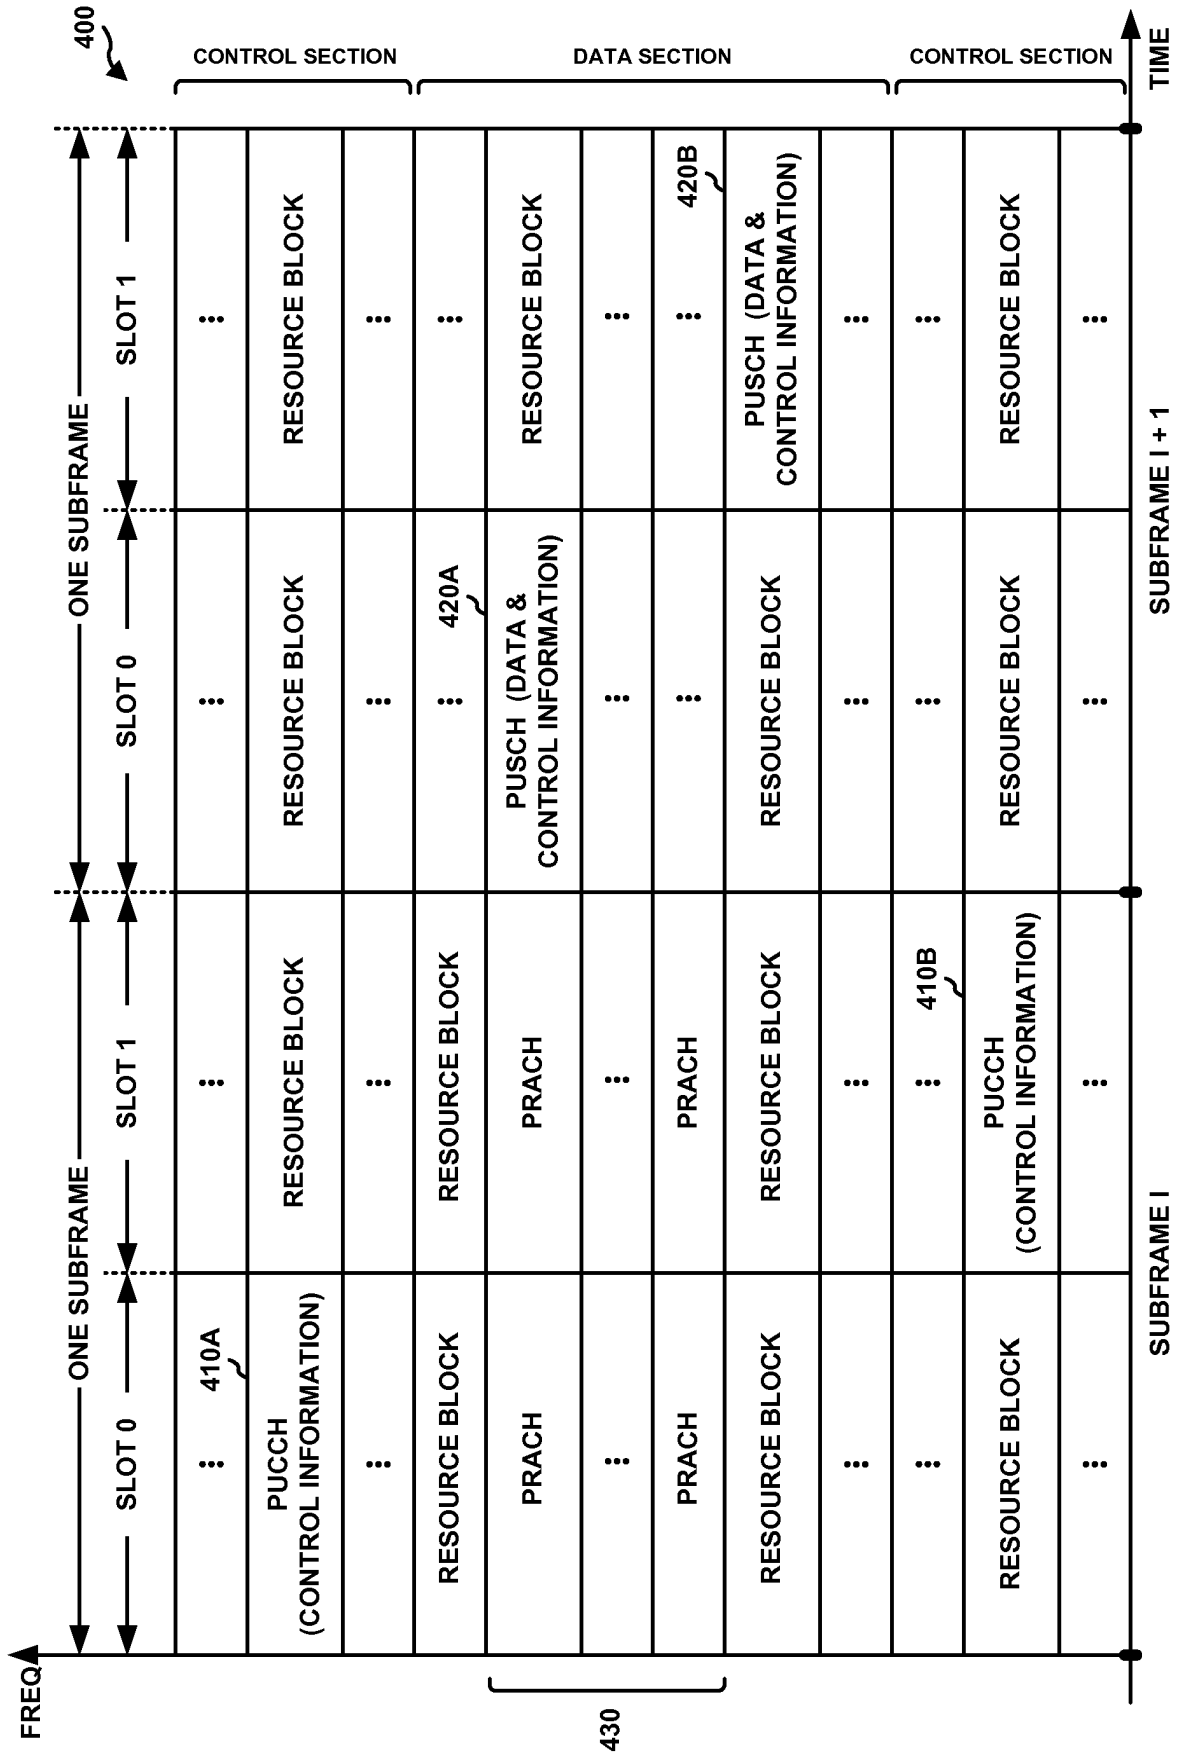 FREQ
400
ONE SUBFRAME
ONE SUBFRAME
SLOT 0
SLOT 1
SLOT 0
SLOT 1
CONTROL SECTION
... 410A
...
...
...
PUCCH
(CONTROL INFORMATION)
RESOURCE BLOCK
RESOURCE BLOCK
RESOURCE BLOCK
...
...
...
...
DATA SECTION
RESOURCE BLOCK
RESOURCE BLOCK
... 420A
...
PRACH
PRACH
PUSCH (DATA &
CONTROL INFORMATION)
RESOURCE BLOCK
430
...
...
...
...
PRACH
PRACH
...
... 420B
RESOURCE BLOCK
RESOURCE BLOCK
RESOURCE BLOCK
PUSCH (DATA &
CONTROL INFORMATION)
...
...
...
...
CONTROL SECTION
...
... 410B
...
...
RESOURCE BLOCK
PUCCH
(CONTROL INFORMATION)
RESOURCE BLOCK
RESOURCE BLOCK
...
...
...
...
SUBFRAME I
SUBFRAME I + 1
TIME